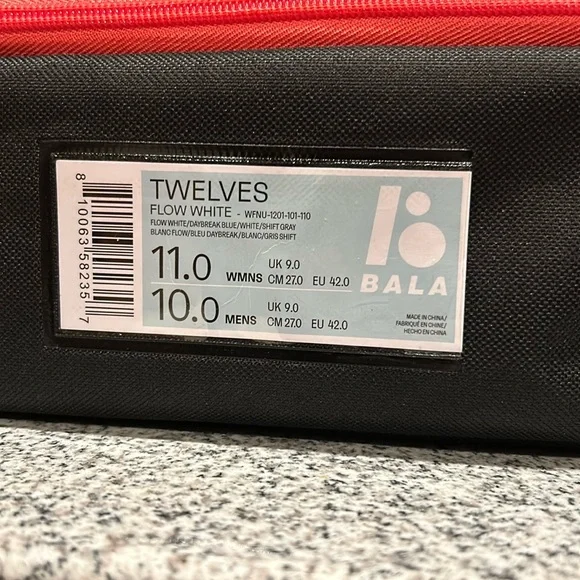 8 10063 58235 7
TWELVES
FLOW WHITE - WFNU-1201-101-110
FLOW WHITE/DAYBREAK BLUE/WHITE/SHIFT GRAY
BLANC FLOW/BLEU DAYBREAK/BLANC/GRIS SHIFT
11.0 WMNS UK 9.0
CM 27.0 EU 42.0
10.0 MENS UK 9.0
CM 27.0 EU 42.0
BALA
MADE IN CHINA/
FABRIQUÉ EN CHINE/
HECHO EN CHINA